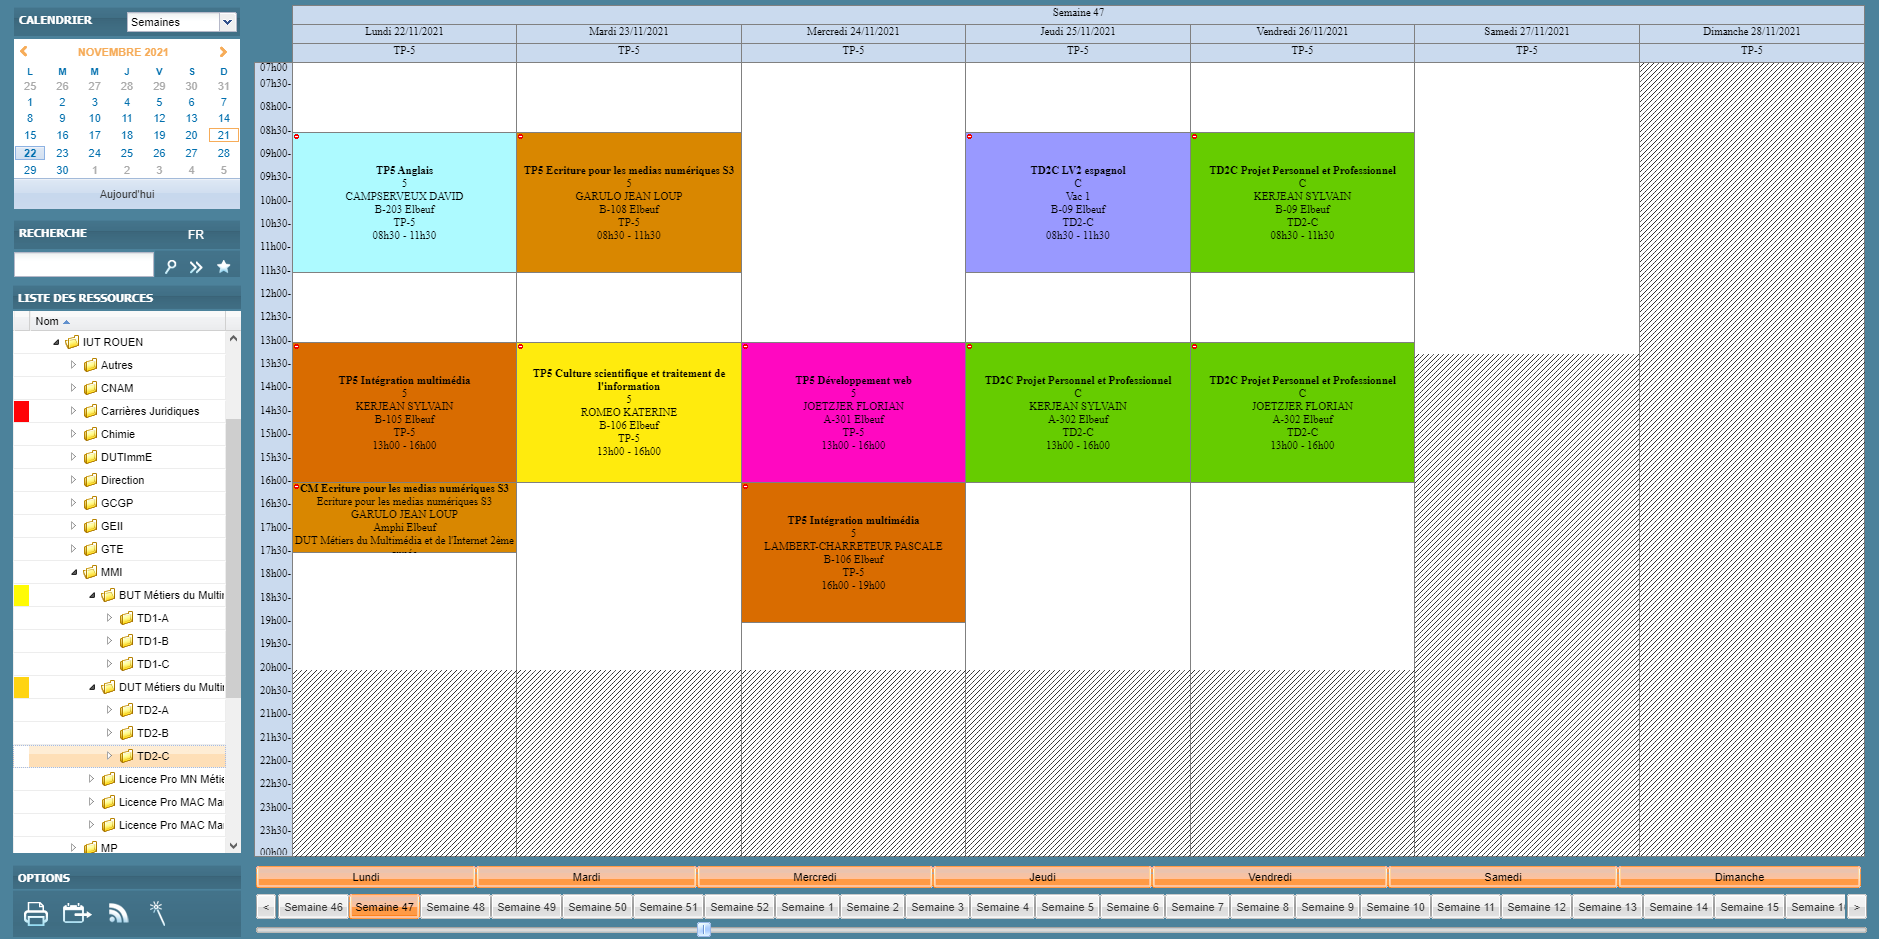 CALENDRIER
Semaines
NOVEMBRE 2021
L M M J V S D
25 26 27 28 29 30 31
1 2 3 4 5 6 7
8 9 10 11 12 13 14
15 16 17 18 19 20 21
22 23 24 25 26 27 28
29 30 1 2 3 4 5
Aujourd'hui
RECHERCHE FR
LISTE DES RESSOURCES
Nom
IUT ROUEN
Autres
CNAM
Carrières Juridiques
Chimie
DUTImmE
Direction
GCGP
GEII
GTE
MMI
BUT Métiers du Multi
TD1-A
TD1-B
TD1-C
DUT Métiers du Multi
TD2-A
TD2-B
TD2-C
Licence Pro MN Métie
Licence Pro MAC Ma
Licence Pro MAC Ma
MP
OPTIONS
Semaine 47
Lundi 22/11/2021 Mardi 23/11/2021 Mercredi 24/11/2021 Jeudi 25/11/2021 Vendredi 26/11/2021 Samedi 27/11/2021 Dimanche 28/11/2021
TP-5 TP-5 TP-5 TP-5 TP-5 TP-5 TP-5
07h00
07h30-
08h00-
08h30-
09h00-
09h30-
10h00-
10h30-
11h00-
11h30-
12h00-
12h30-
13h00-
13h30-
14h00-
14h30-
15h00-
15h30-
16h00-
16h30-
17h00-
17h30-
18h00-
18h30-
19h00-
19h30-
20h00-
20h30-
21h00-
21h30-
22h00-
22h30-
23h00-
23h30-
00h00
TP5 Anglais
5
CAMPSERVEUX DAVID
B-203 Elbeuf
TP-5
08h30 - 11h30
TP5 Intégration multimédia
5
KERJEAN SYLVAIN
B-105 Elbeuf
TP-5
13h00 - 16h00
CM Ecriture pour les medias numériques S3
Ecriture pour les medias numériques S3
GARULO JEAN LOUP
Amphi Elbeuf
DUT Métiers du Multimédia et de l'Internet 2ème
TP5 Ecriture pour les medias numériques S3
5
GARULO JEAN LOUP
B-108 Elbeuf
TP-5
08h30 - 11h30
TP5 Culture scientifique et traitement de
l'information
5
ROMEO KATERINE
B-106 Elbeuf
TP-5
13h00 - 16h00
TP5 Développement web
5
JOETZJER FLORIAN
A-301 Elbeuf
TP-5
13h00 - 16h00
TP5 Intégration multimédia
5
LAMBERT-CHARRETEUR PASCALE
B-106 Elbeuf
TP-5
16h00 - 19h00
TD2C LV2 espagnol
C
Vac 1
B-09 Elbeuf
TD2-C
08h30 - 11h30
TD2C Projet Personnel et Professionnel
C
KERJEAN SYLVAIN
A-302 Elbeuf
TD2-C
13h00 - 16h00
TD2C Projet Personnel et Professionnel
C
KERJEAN SYLVAIN
B-09 Elbeuf
TD2-C
08h30 - 11h30
TD2C Projet Personnel et Professionnel
C
JOETZJER FLORIAN
A-302 Elbeuf
TD2-C
13h00 - 16h00
Lundi Mardi Mercredi Jeudi Vendredi Samedi Dimanche
< Semaine 46 Semaine 47 Semaine 48 Semaine 49 Semaine 50 Semaine 51 Semaine 52 Semaine 1 Semaine 2 Semaine 3 Semaine 4 Semaine 5 Semaine 6 Semaine 7 Semaine 8 Semaine 9 Semaine 10 Semaine 11 Semaine 12 Semaine 13 Semaine 14 Semaine 15 Semaine 1 >